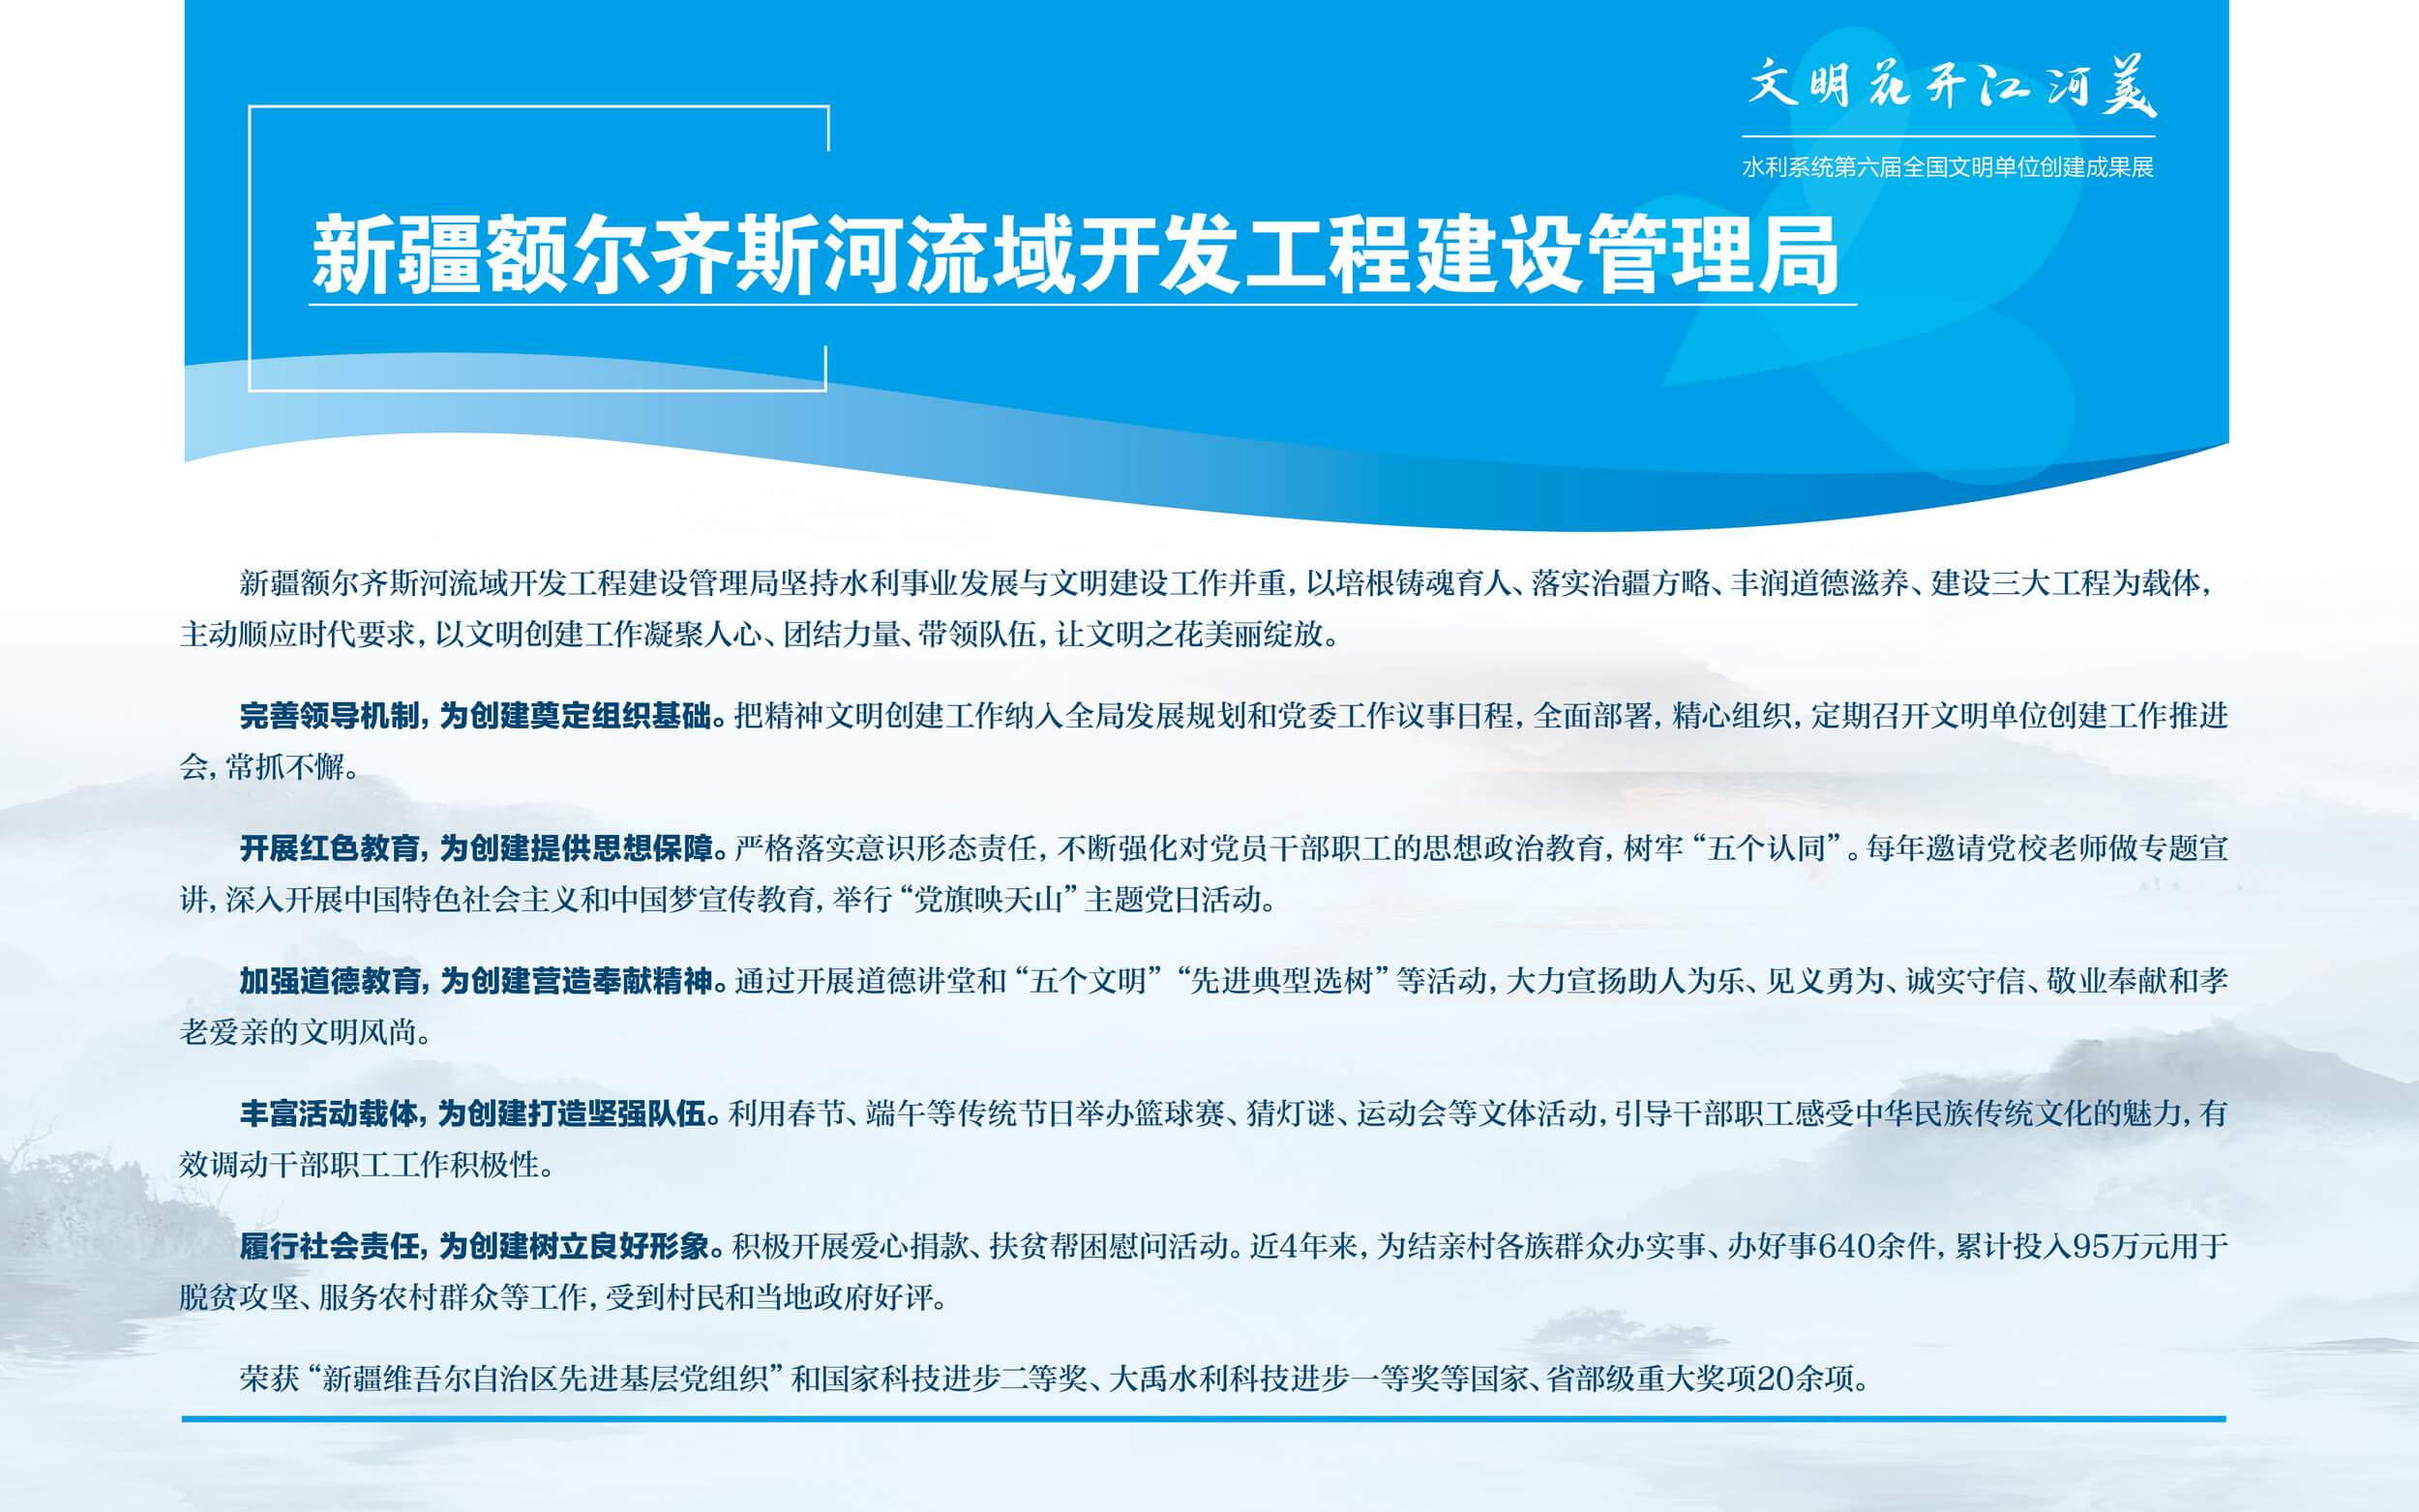 文明花开江河美
水利系统第六届全国文明单位创建成果展
新疆额尔齐斯河流域开发工程建设管理局
新疆额尔齐斯河流域开发工程建设管理局坚持水利事业发展与文明建设工作并重，以培根铸魂育人、落实治疆方略、丰润道德滋养、建设三大工程为载体，
主动顺应时代要求，以文明创建工作凝聚人心、团结力量、带领队伍，让文明之花美丽绽放。
完善领导机制，为创建奠定组织基础。把精神文明创建工作纳入全局发展规划和党委工作议事日程，全面部署，精心组织，定期召开文明单位创建工作推进
会，常抓不懈。
开展红色教育，为创建提供思想保障。严格落实意识形态责任，不断强化对党员干部职工的思想政治教育，树牢“五个认同”。每年邀请党校老师做专题宣
讲，深入开展中国特色社会主义和中国梦宣传教育，举行“党旗映天山”主题党日活动。
加强道德教育，为创建营造奉献精神。通过开展道德讲堂和“五个文明”“先进典型选树”等活动，大力宣扬助人为乐、见义勇为、诚实守信、敬业奉献和孝
老爱亲的文明风尚。
丰富活动载体，为创建打造坚强队伍。利用春节、端午等传统节日举办篮球赛、猜灯谜、运动会等文体活动，引导干部职工感受中华民族传统文化的魅力，有
效调动干部职工工作积极性。
履行社会责任，为创建树立良好形象。积极开展爱心捐款、扶贫帮困慰问活动。近4年来，为结亲村各族群众办实事、办好事640余件，累计投入95万元用于
脱贫攻坚、服务农村群众等工作，受到村民和当地政府好评。
荣获“新疆维吾尔自治区先进基层党组织”和国家科技进步二等奖、大禹水利科技进步一等奖等国家、省部级重大奖项20余项。